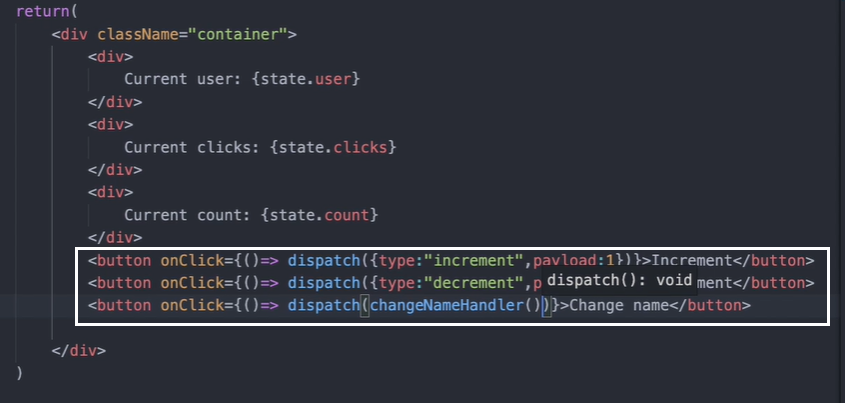 return(
<div className="container">
<div>
Current user: {state.user}
</div>
<div>
Current clicks: {state.clicks}
</div>
<div>
Current count: {state.count}
</div>
<button onClick={()=> dispatch({type:"increment",payload:1})}>Increment</button>
<button onClick={()=> dispatch({type:"decrement",p dispatch(): void ment</button>
<button onClick={()=> dispatch(changeNameHandler())}>Change name</button>
</div>
)